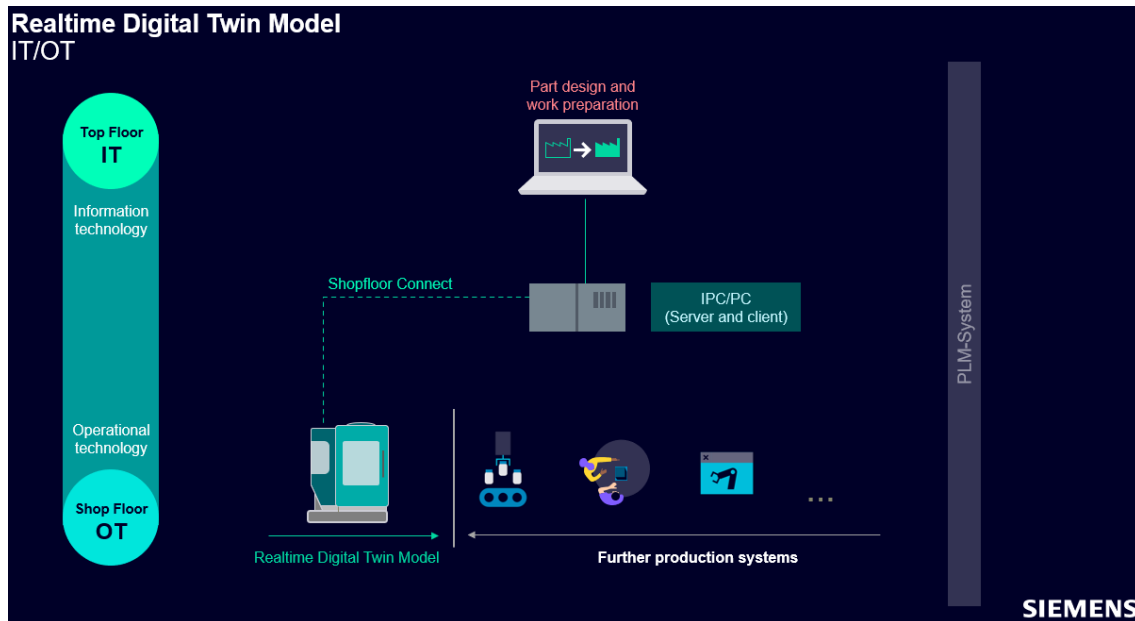 Realtime Digital Twin Model
IT/OT
Part design and
work preparation
Top Floor
IT
Information
technology
Shopfloor Connect
IPC/PC
(Server and client)
PLM-System
Operational
technology
Shop Floor
OT
Realtime Digital Twin Model
Further production systems
...
SIEMENS